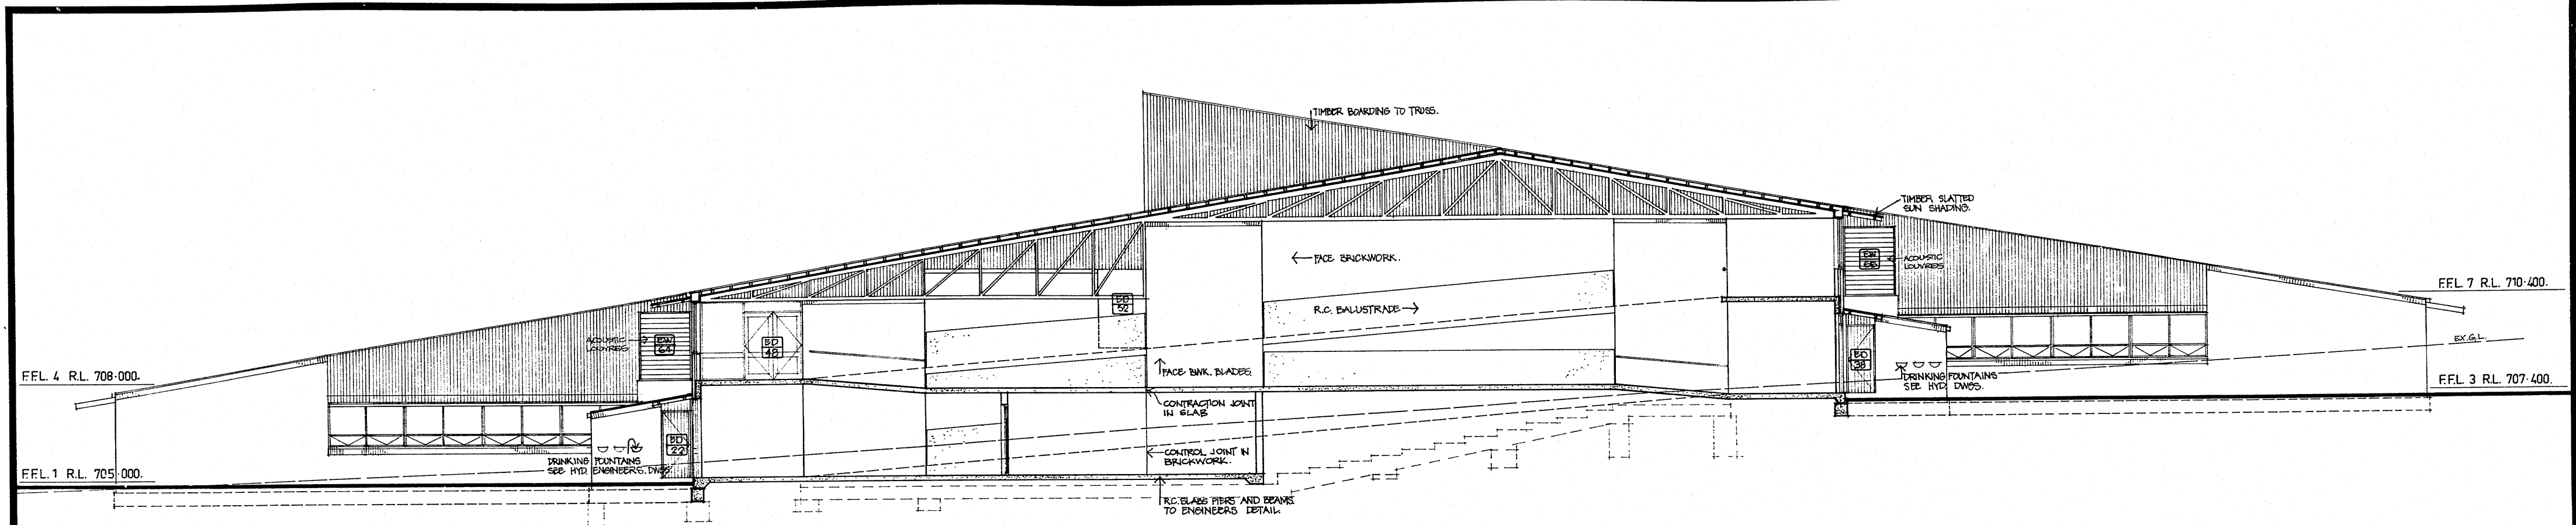 TIMBER BOARDING TO TRUSS.
TIMBER SLATTED
SUN SHADING.
FACE BRICKWORK.
EW
66
ACOUSTIC
LOUVRES
F.F.L. 7 R.L. 710·400.
BD
52
R.C. BALUSTRADE
ACOUSTIC
LOUVRES
EW
64
BD
48
EX.G.L.
BD
38
F.F.L. 4 R.L. 708·000.
FACE BWK. BLADES.
DRINKING FOUNTAINS
SEE HYD. DWGS.
F.F.L. 3 R.L. 707·400.
CONTRACTION JOINT
IN SLAB
BD
22
DRINKING FOUNTAINS
SEE HYD. ENGINEERS. DWGS.
CONTROL JOINT IN
BRICKWORK.
F.F.L. 1 R.L. 705·000.
R.C. SLABS PIERS AND BEAMS
TO ENGINEERS DETAIL.